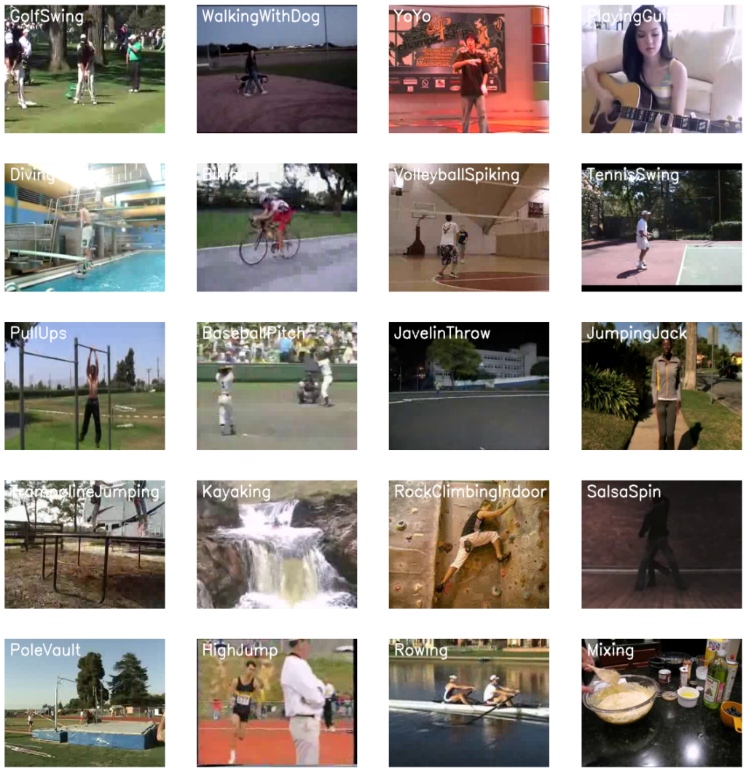 GolfSwing
WalkingWithDog
YoYo
PlayingGui
Diving
Biking
VolleyballSpiking
TennisSwing
PullUps
BaseballPitch
JavelinThrow
JumpingJack
TrampolineJumping
Kayaking
RockClimbingIndoor
SalsaSpin
PoleVault
HighJump
Rowing
Mixing